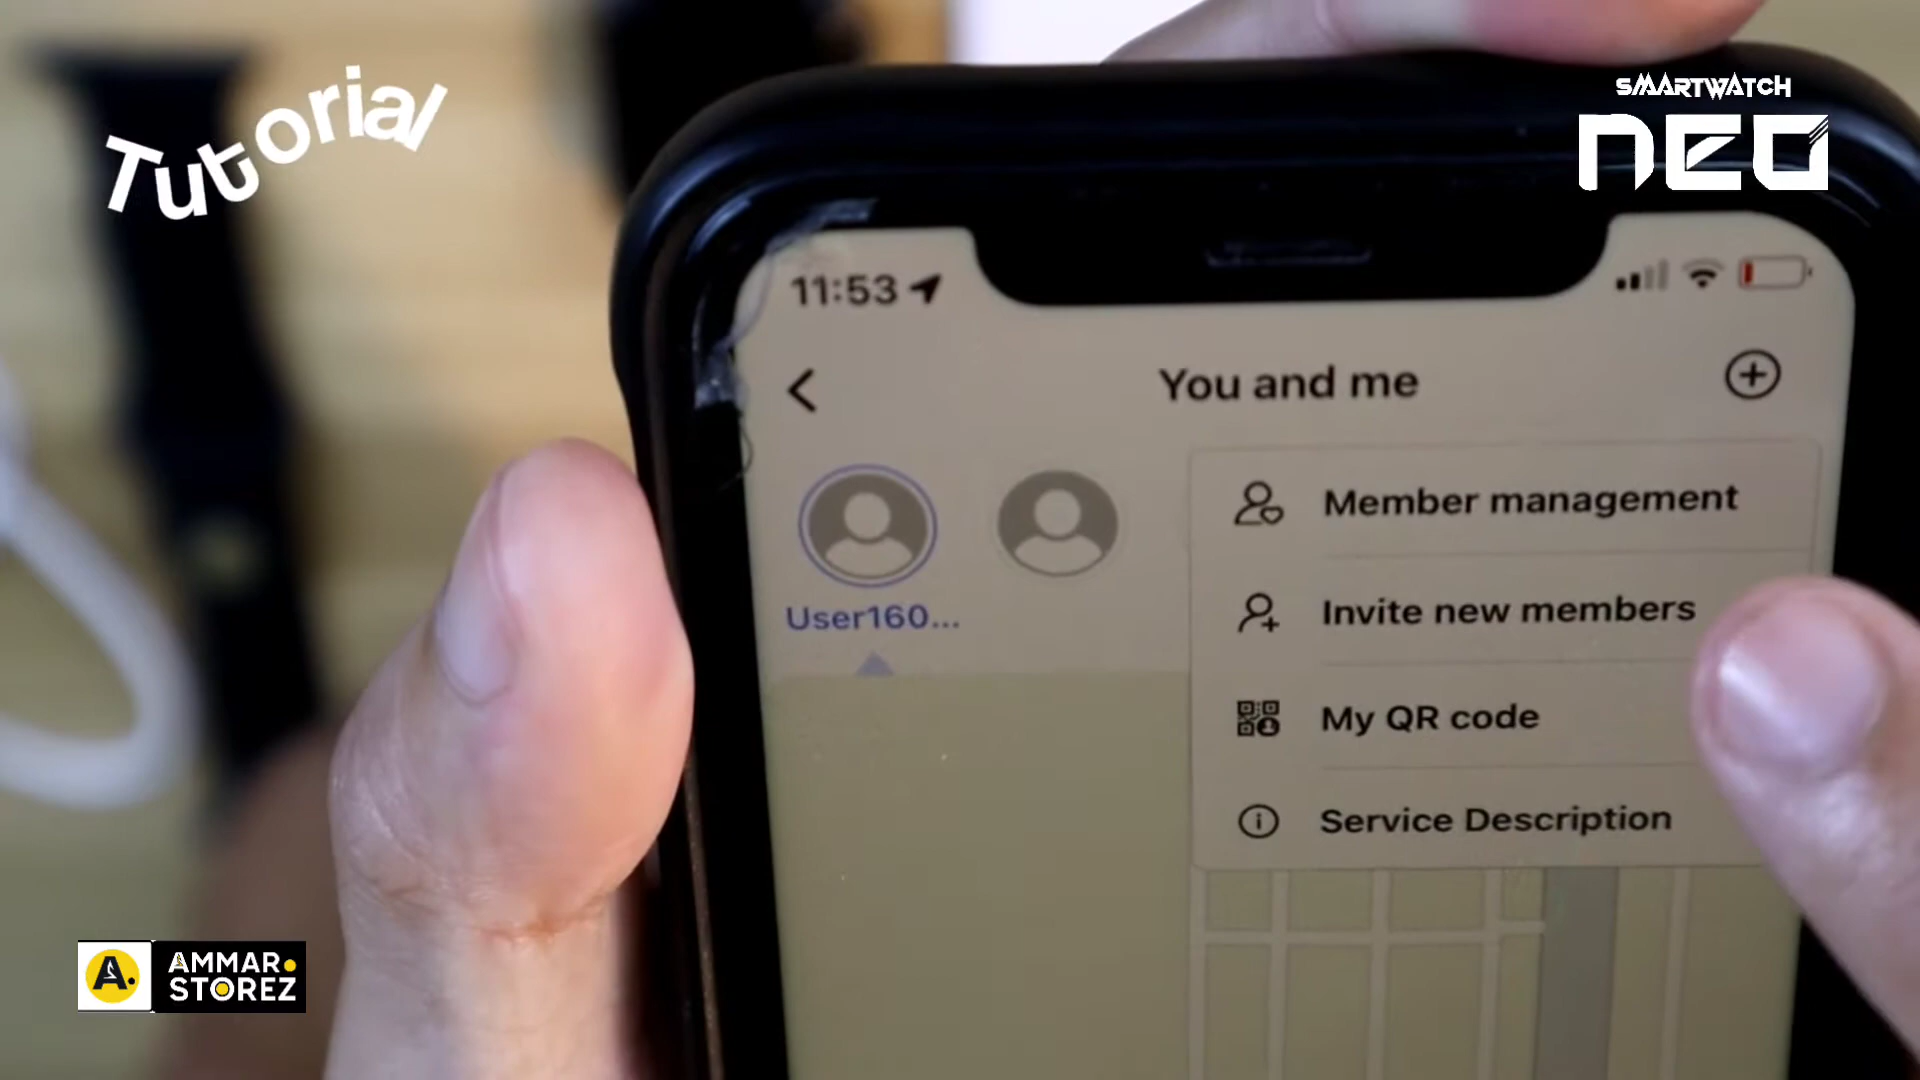 Tutorial
SMARTWATCH
NEO
11:53
You and me
User160...
Member management
Invite new members
My QR code
Service Description
A.
AMMAR
STOREZ